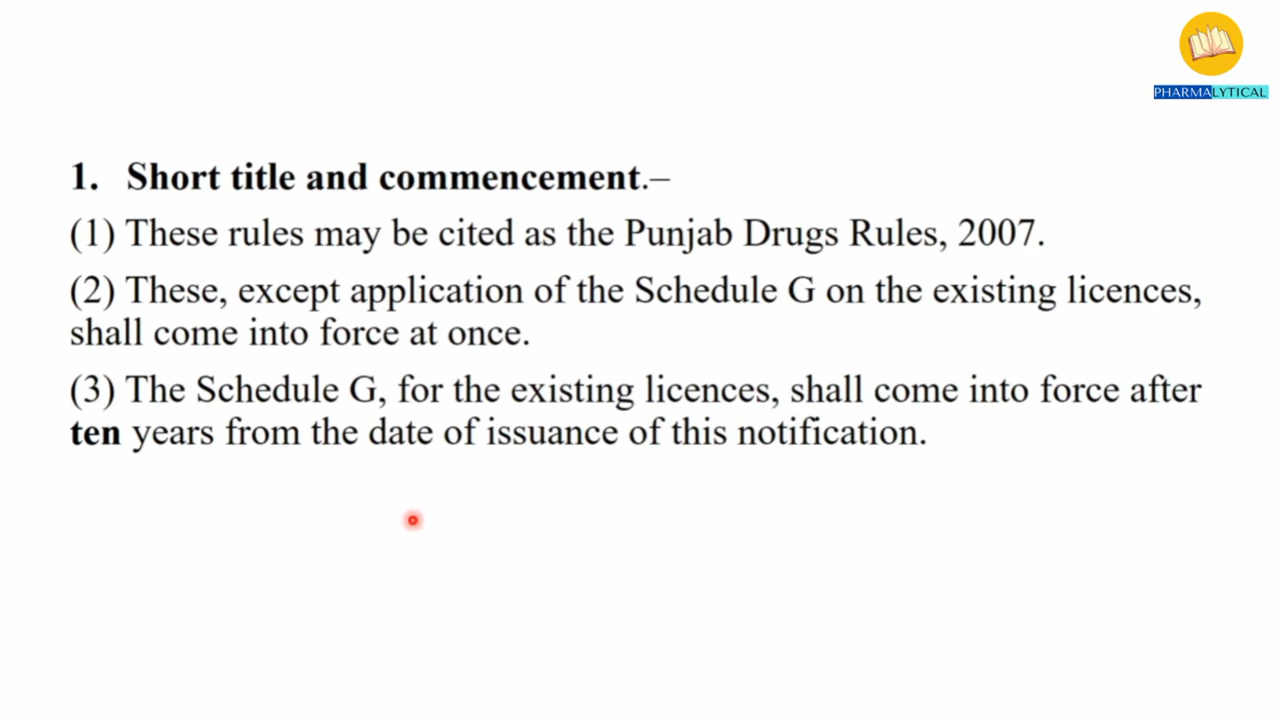 PHARMALYTICAL
1. Short title and commencement.–
(1) These rules may be cited as the Punjab Drugs Rules, 2007.
(2) These, except application of the Schedule G on the existing licences,
shall come into force at once.
(3) The Schedule G, for the existing licences, shall come into force after
ten years from the date of issuance of this notification.